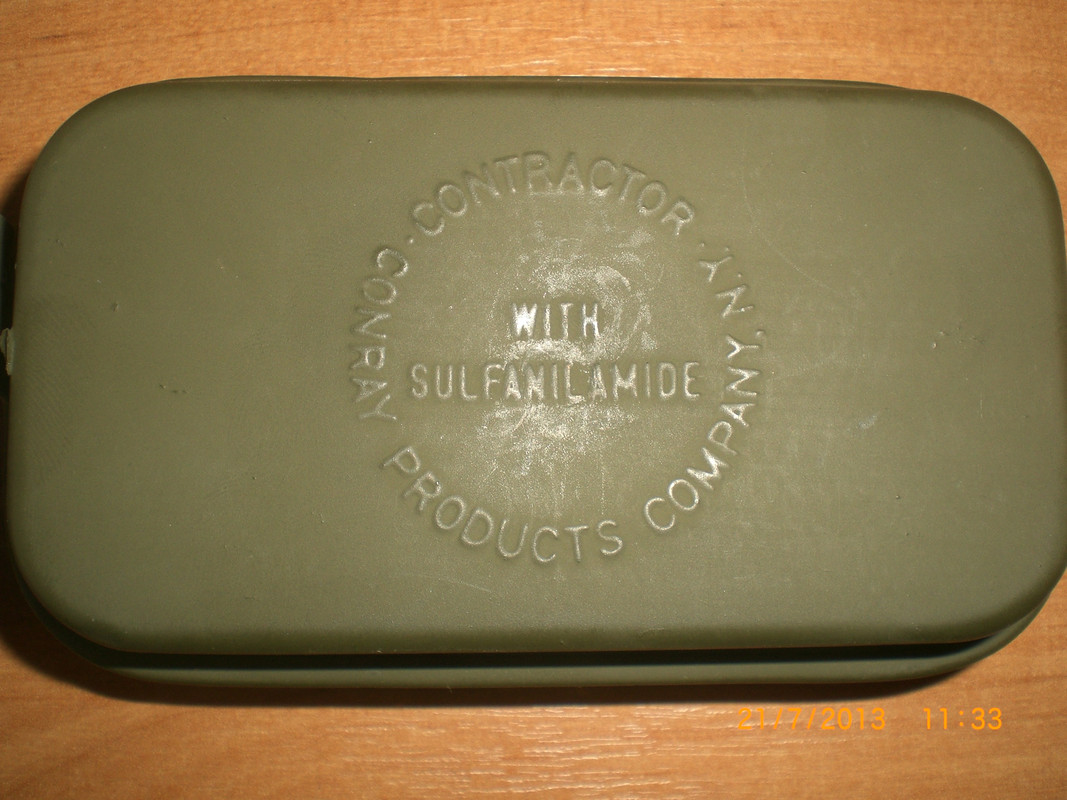 · CONTRACTOR ·
WITH
SULFANILAMIDE
CONRAY PRODUCTS COMPANY, N.Y.
21/7/2013 11:33